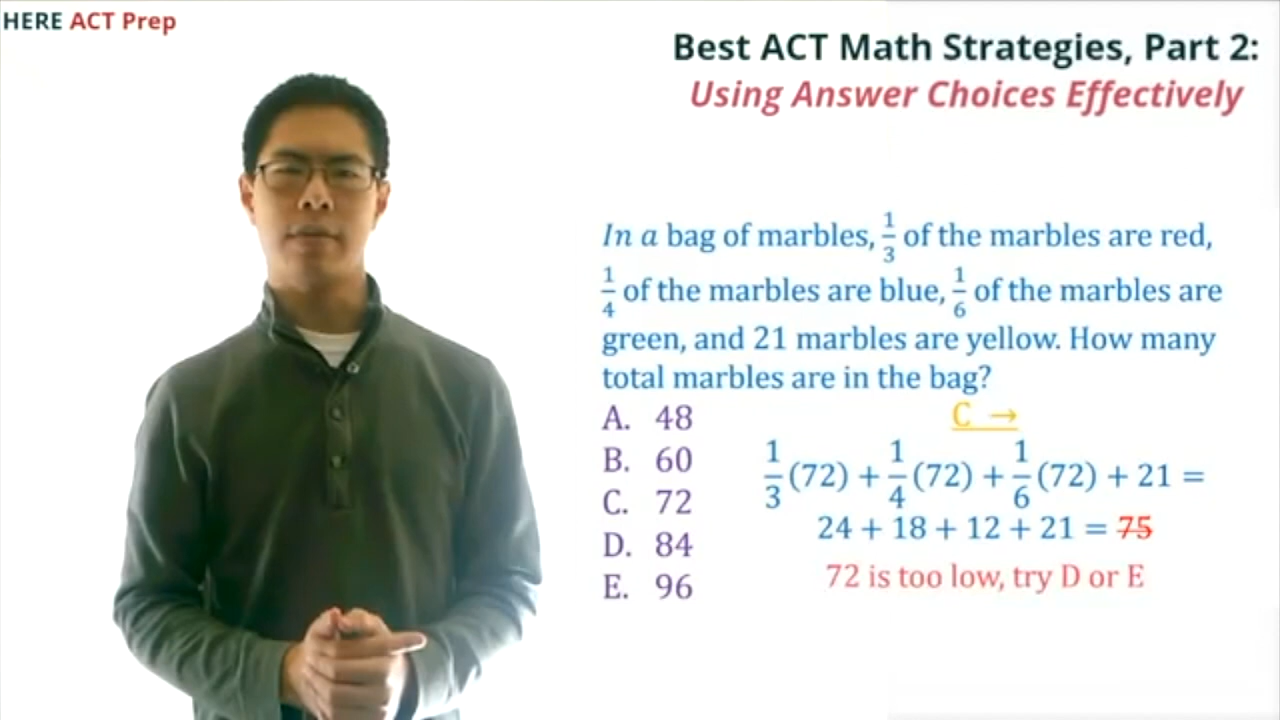 HERE ACT Prep
Best ACT Math Strategies, Part 2:
Using Answer Choices Effectively
In a bag of marbles, 1/3 of the marbles are red,
1/4 of the marbles are blue, 1/6 of the marbles are
green, and 21 marbles are yellow. How many
total marbles are in the bag?
A. 48
B. 60
C. 72
D. 84
E. 96
C →
1/3(72) + 1/4(72) + 1/6(72) + 21 =
24 + 18 + 12 + 21 = 75
72 is too low, try D or E